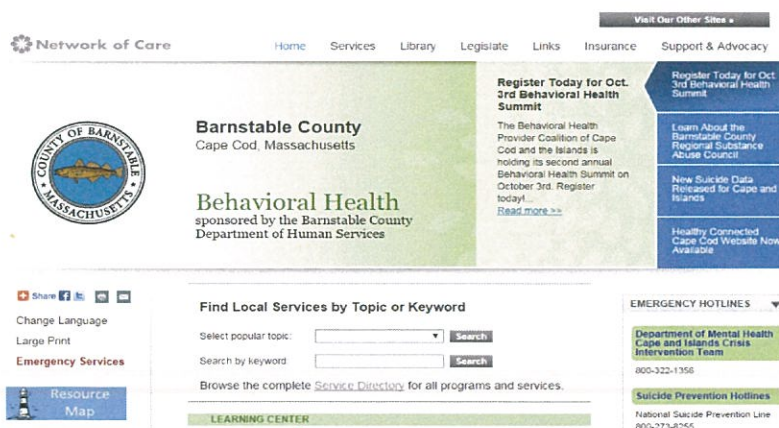 Visit Our Other Sites
Network of Care
Home Services Library Legislate Links Insurance Support & Advocacy
COUNTY OF BARNSTABLE
MASSACHUSETTS
Barnstable County
Cape Cod, Massachusetts
Behavioral Health
sponsored by the Barnstable County
Department of Human Services
Register Today for Oct.
3rd Behavioral Health
Summit
The Behavioral Health
Provider Coalition of Cape
Cod and the Islands is
holding its second annual
Behavioral Health Summit on
October 3rd. Register
today!...
Read more >>
Register Today for Oct.
3rd Behavioral Health
Summit
Learn About the
Barnstable County
Regional Substance
Abuse Council
New Suicide Data
Released for Cape and
Islands
Healthy Connected
Cape Cod Website Now
Available
Share
Change Language
Large Print
Emergency Services
Resource
Map
Find Local Services by Topic or Keyword
Select popular topic: Search
Search by keyword: Search
Browse the complete Service Directory for all programs and services.
LEARNING CENTER
EMERGENCY HOTLINES
Department of Mental Health
Cape and Islands Crisis
Intervention Team
800-322-1356
Suicide Prevention Hotlines
National Suicide Prevention Line
800-273-8255